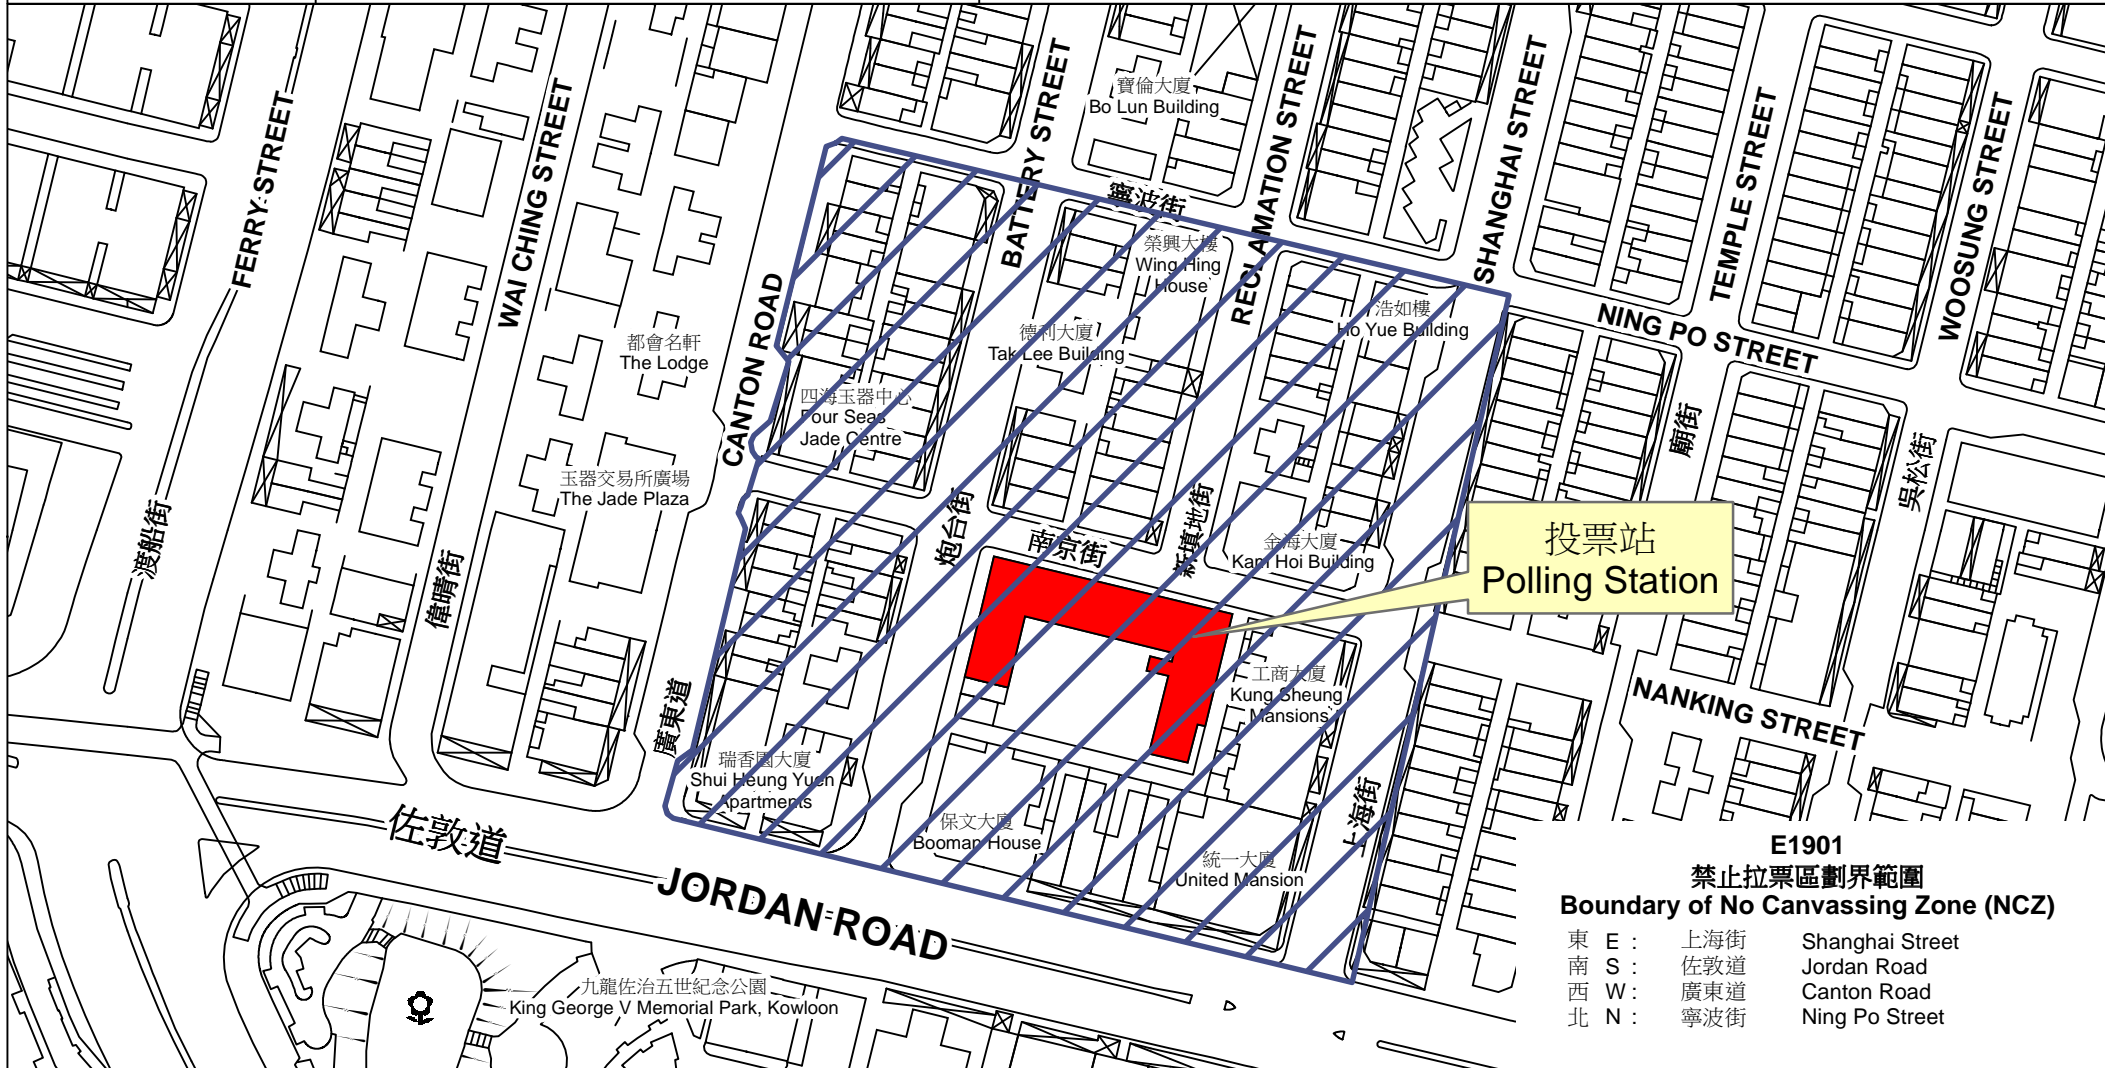 寶倫大廈
Bo Lun Building
FERRY STREET
WAI CHING STREET
BATTERY STREET
RECLAMATION STREET
SHANGHAI STREET
TEMPLE STREET
WOOSUNG STREET
寧波街
榮興大樓
Wing Hing
House
浩如樓
Ho Yue Building
NING PO STREET
都會名軒
The Lodge
CANTON ROAD
德利大廈
Tak Lee Building
四海玉器中心
Four Seas
Jade Centre
廟街
吳松街
玉器交易所廣場
The Jade Plaza
渡船街
偉晴街
炮台街
南京街
新填地街
金海大廈
Kam Hoi Building
投票站
Polling Station
工商大廈
Kung Sheung
Mansions
NANKING STREET
廣東道
瑞香園大廈
Shui Heung Yuen
Apartments
佐敦道
JORDAN ROAD
保文大廈
Booman House
統一大廈
United Mansion
上海街
九龍佐治五世紀念公園
King George V Memorial Park, Kowloon
E1901
禁止拉票區劃界範圍
Boundary of No Canvassing Zone (NCZ)
東 E : 上海街 Shanghai Street
南 S : 佐敦道 Jordan Road
西 W : 廣東道 Canton Road
北 N : 寧波街 Ning Po Street